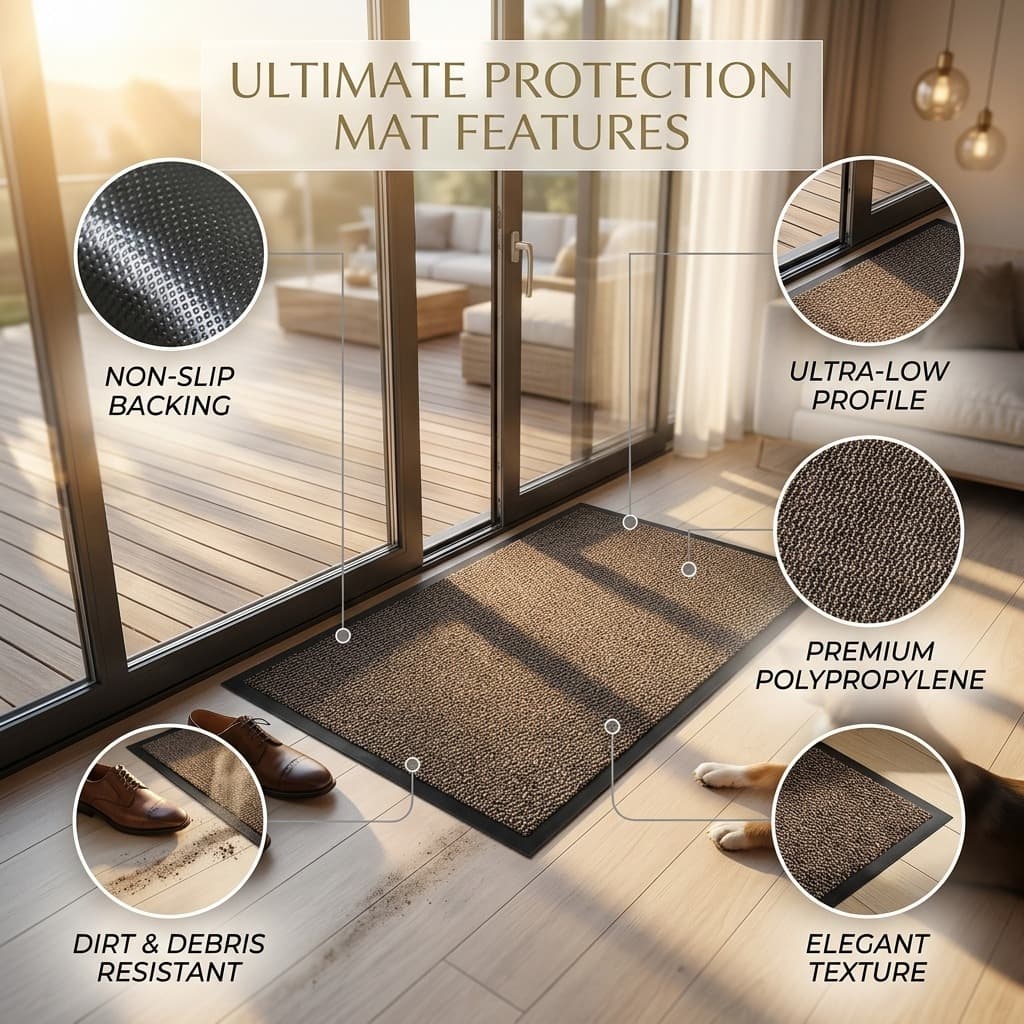 ULTIMATE PROTECTION
MAT FEATURES
NON-SLIP
BACKING
ULTRA-LOW
PROFILE
PREMIUM
POLYPROPYLENE
DIRT & DEBRIS
RESISTANT
ELEGANT
TEXTURE